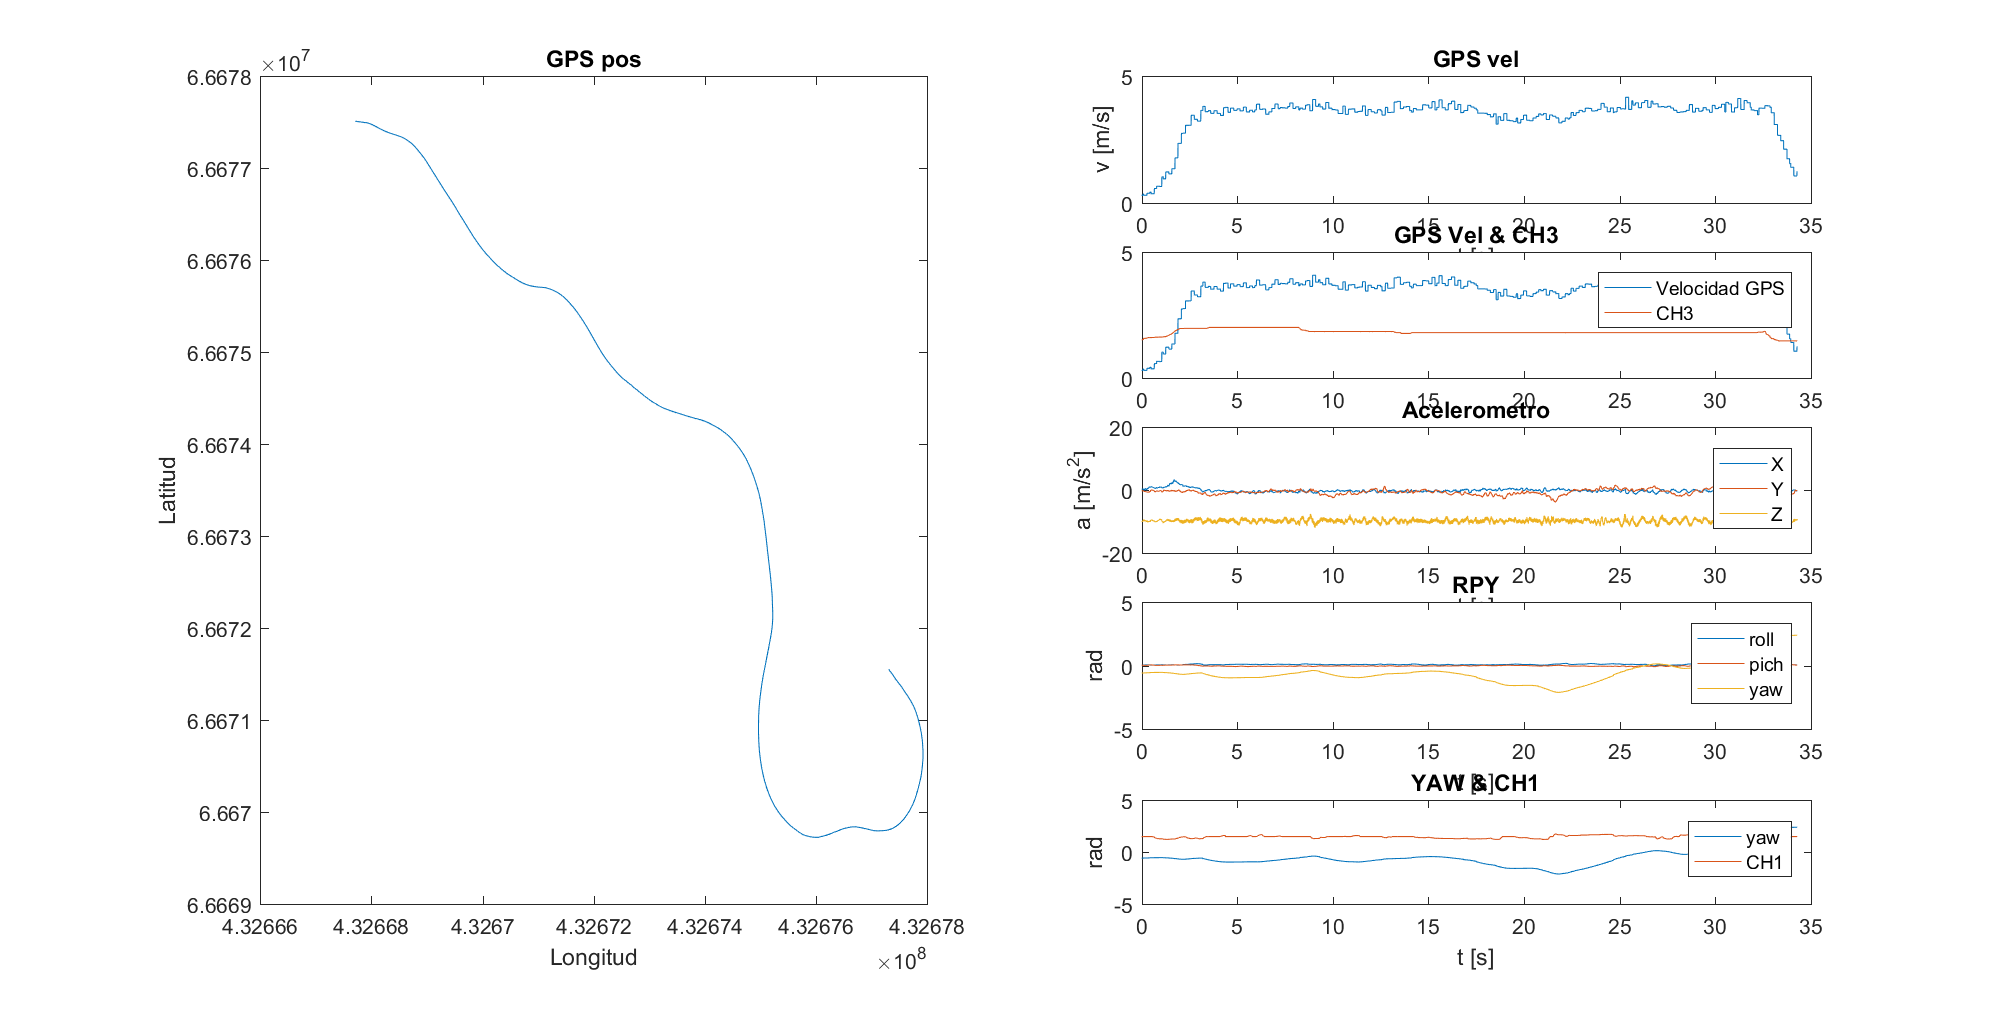 GPS pos
×10^7
6.6678
6.6677
6.6676
6.6675
6.6674
6.6673
6.6672
6.6671
6.667
6.6669
Latitud
4.32666 4.32668 4.3267 4.32672 4.32674 4.32676 4.32678
Longitud
×10^8
GPS vel
5
0
v [m/s]
0 5 10 15 20 25 30 35
t [s]
GPS Vel & CH3
5
0
Velocidad GPS
CH3
0 5 10 15 20 25 30 35
Acelerometro
20
0
-20
a [m/s^2]
X
Y
Z
0 5 10 15 20 25 30 35
t [s]
RPY
5
0
-5
rad
roll
pich
yaw
0 5 10 15 20 25 30 35
t [s]
YAW & CH1
5
0
-5
rad
yaw
CH1
0 5 10 15 20 25 30 35
t [s]